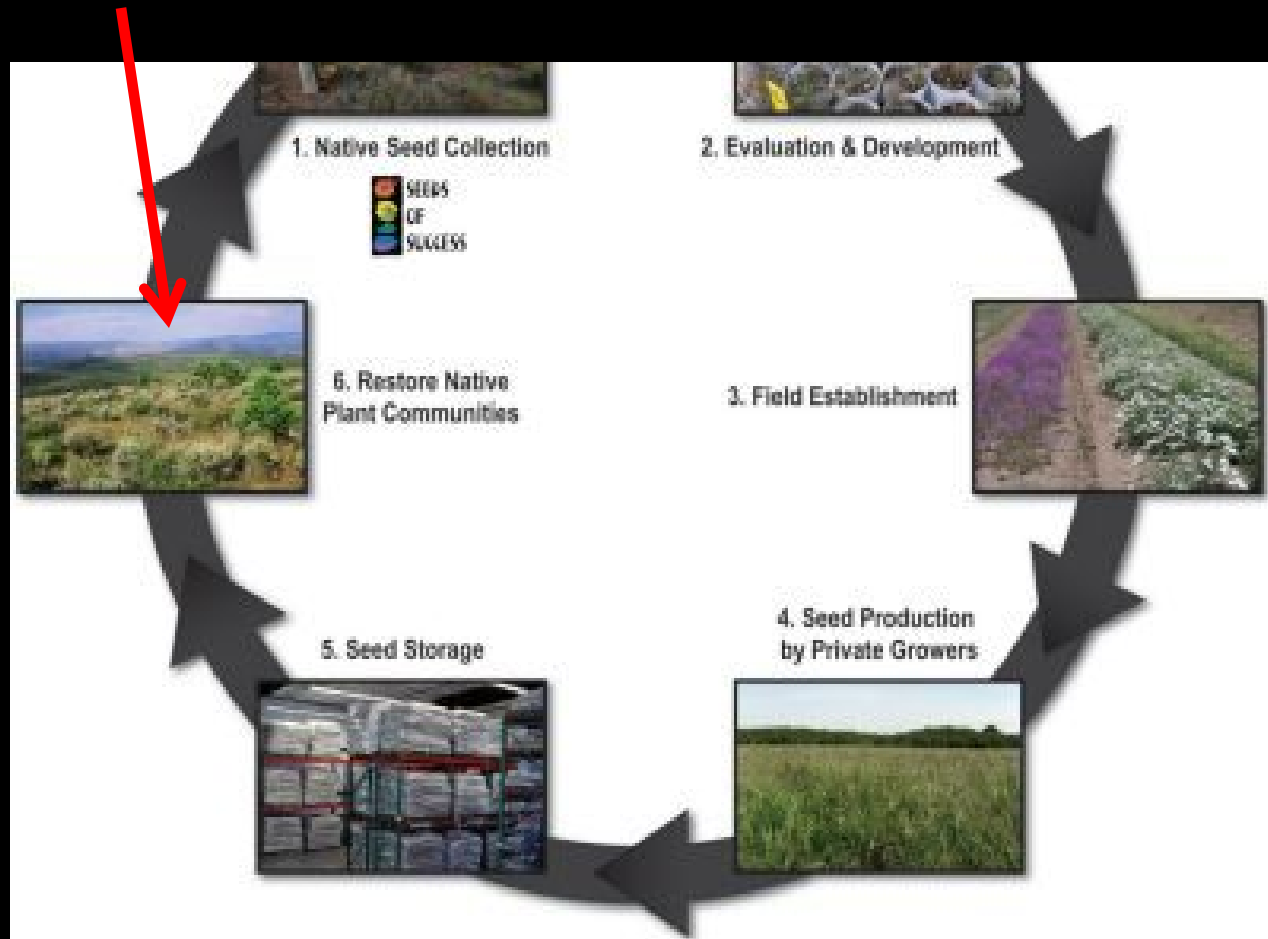 1. Native Seed Collection
2. Evaluation & Development
SEEDS
OF
SUCCESS
6. Restore Native
Plant Communities
3. Field Establishment
4. Seed Production
by Private Growers
5. Seed Storage